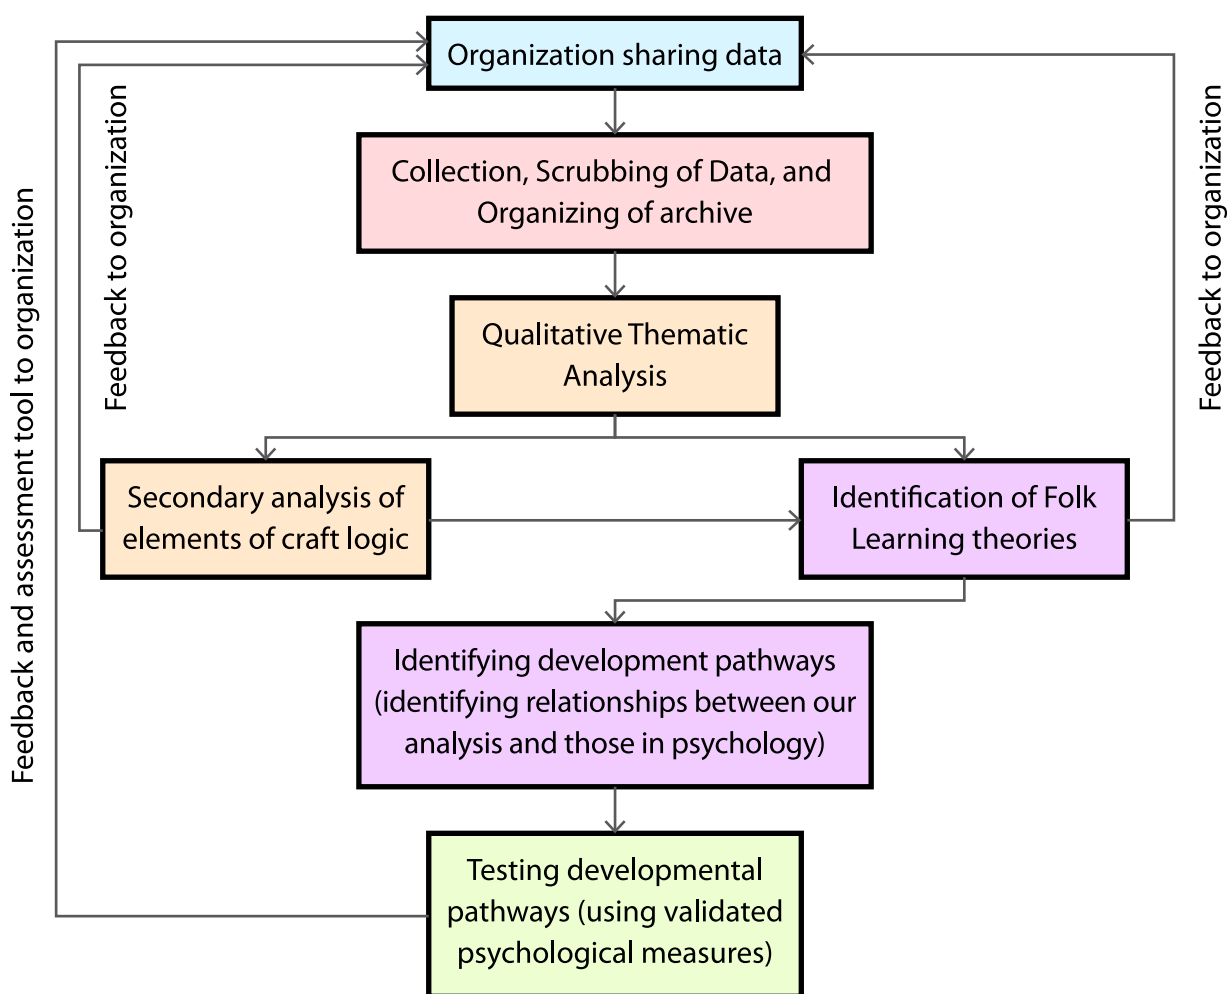 Organization sharing data
Collection, Scrubbing of Data, and
Organizing of archive
Qualitative Thematic
Analysis
Secondary analysis of
elements of craft logic
Identification of Folk
Learning theories
Identifying development pathways
(identifying relationships between our
analysis and those in psychology)
Testing developmental
pathways (using validated
psychological measures)
Feedback and assessment tool to organization
Feedback to organization
Feedback to organization